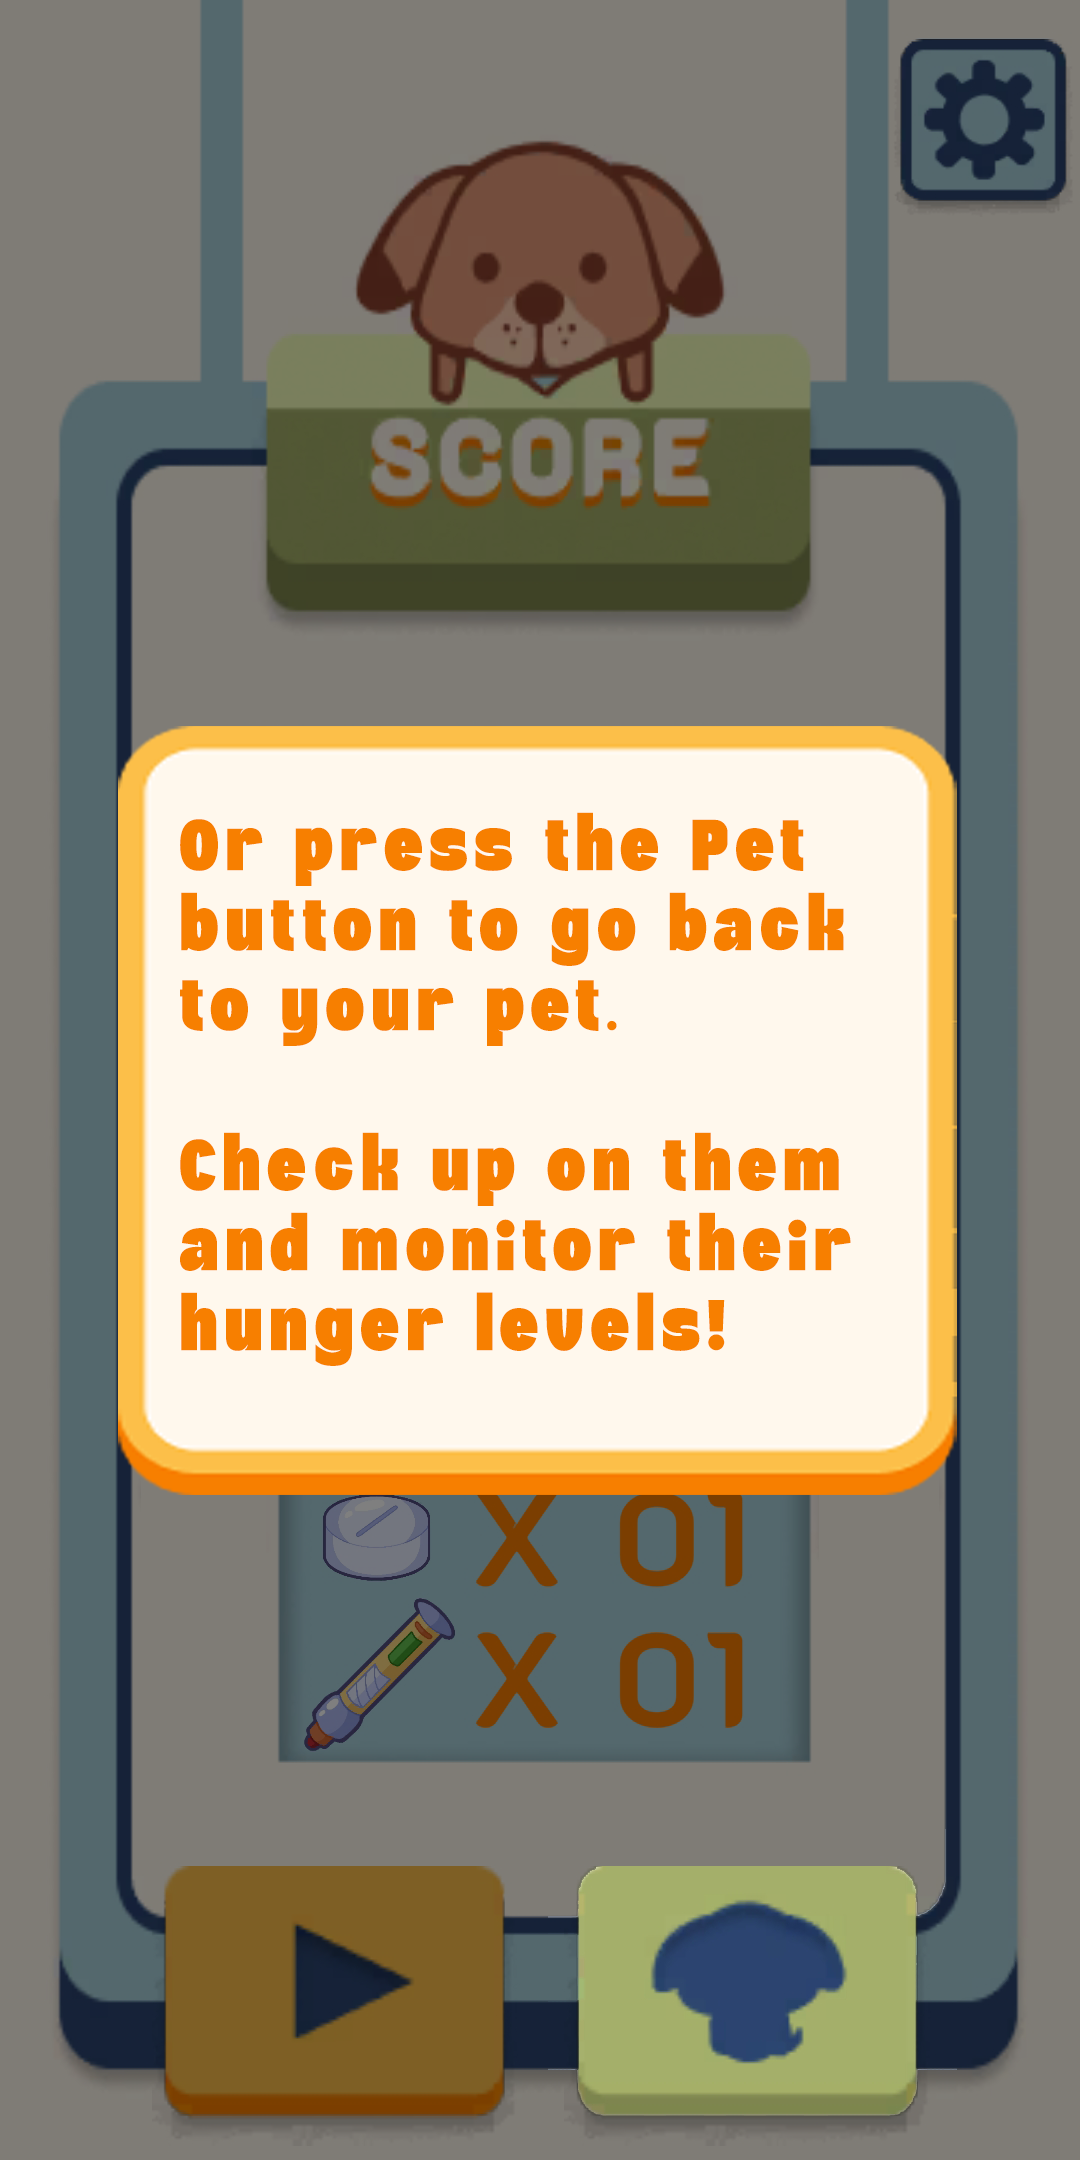 SCORE
Or press the Pet
button to go back
to your pet.
Check up on them
and monitor their
hunger levels!
X 01
X 01